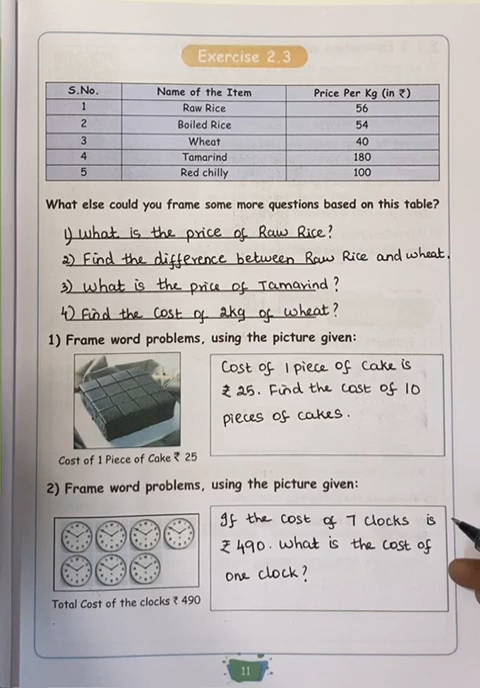 Exercise 2.3
S.No. Name of the Item Price Per Kg (in ₹)
1 Raw Rice 56
2 Boiled Rice 54
3 Wheat 40
4 Tamarind 180
5 Red chilly 100
What else could you frame some more questions based on this table?
1) What is the price of Raw Rice?
2) Find the difference between Raw Rice and wheat.
3) What is the price of Tamarind?
4) Find the cost of 2kg of wheat?
1) Frame word problems, using the picture given:
Cost of 1 piece of cake is
₹ 25. Find the cost of 10
pieces of cakes.
Cost of 1 Piece of Cake ₹ 25
2) Frame word problems, using the picture given:
If the cost of 7 clocks is
₹ 490. What is the cost of
one clock?
Total Cost of the clocks ₹ 490
11